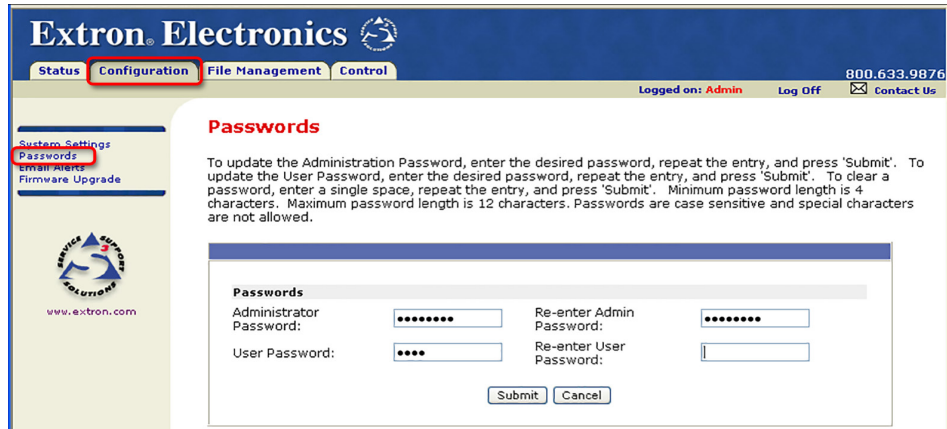 Extron® Electronics
Status Configuration File Management Control
800.633.9876
Logged on: Admin Log Off Contact Us
System Settings
Passwords
Email Alerts
Firmware Upgrade
SERVICE SUPPORT SOLUTIONS
3
www.extron.com
Passwords
To update the Administration Password, enter the desired password, repeat the entry, and press 'Submit'. To
update the User Password, enter the desired password, repeat the entry, and press 'Submit'. To clear a
password, enter a single space, repeat the entry, and press 'Submit'. Minimum password length is 4
characters. Maximum password length is 12 characters. Passwords are case sensitive and special characters
are not allowed.
Passwords
Administrator
Password:
••••••••
Re-enter Admin
Password:
••••••••
User Password:
••••
Re-enter User
Password:
Submit Cancel